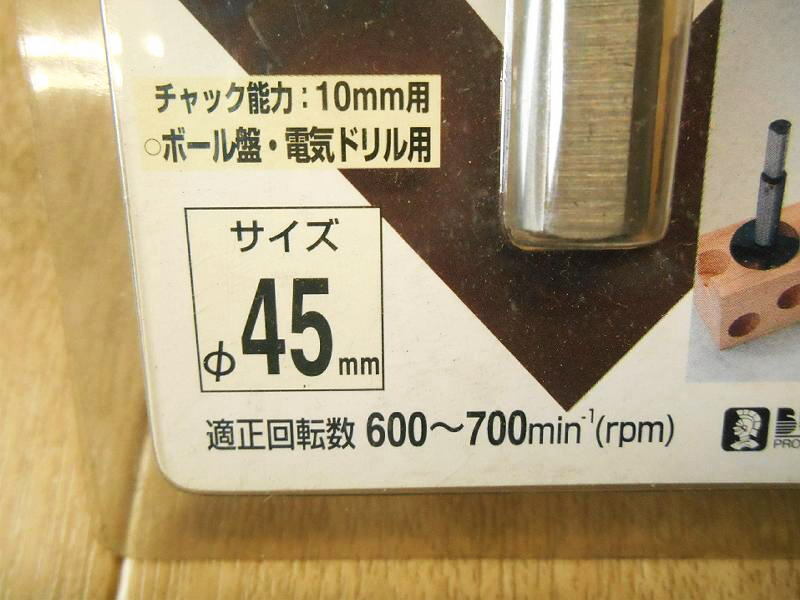 チャック能力：10mm用
○ボール盤・電気ドリル用
サイズ
φ45mm
適正回転数 600～700min⁻¹(rpm)